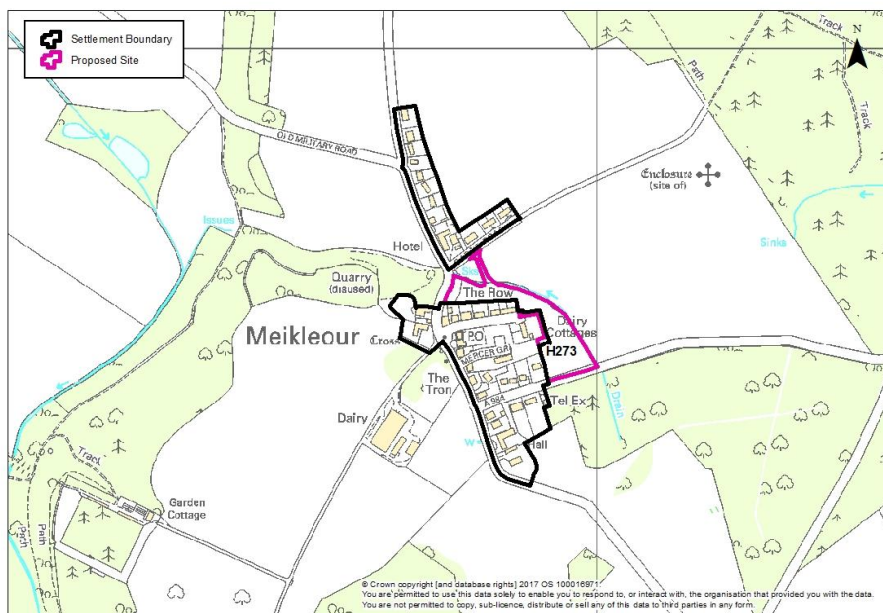 Settlement Boundary
Proposed Site
N
Track
Path
Track
OLD MILITARY ROAD
Enclosure
(site of)
Issues
Sinks
Hotel
Quarry
(disused)
The Row
Meikleour
Cross
PO
Dairy
Cottages
MERCER GR
H273
The
Tron
A 984
Tel Ex
Drain
Dairy
W
Hall
Track
Garden
Cottage
Path
Path
© Crown copyright [and database rights] 2017 OS 100016971.
You are permitted to use this data solely to enable you to respond to, or interact with, the organisation that provided you with the data.
You are not permitted to copy, sub-licence, distribute or sell any of this data to third parties in any form.